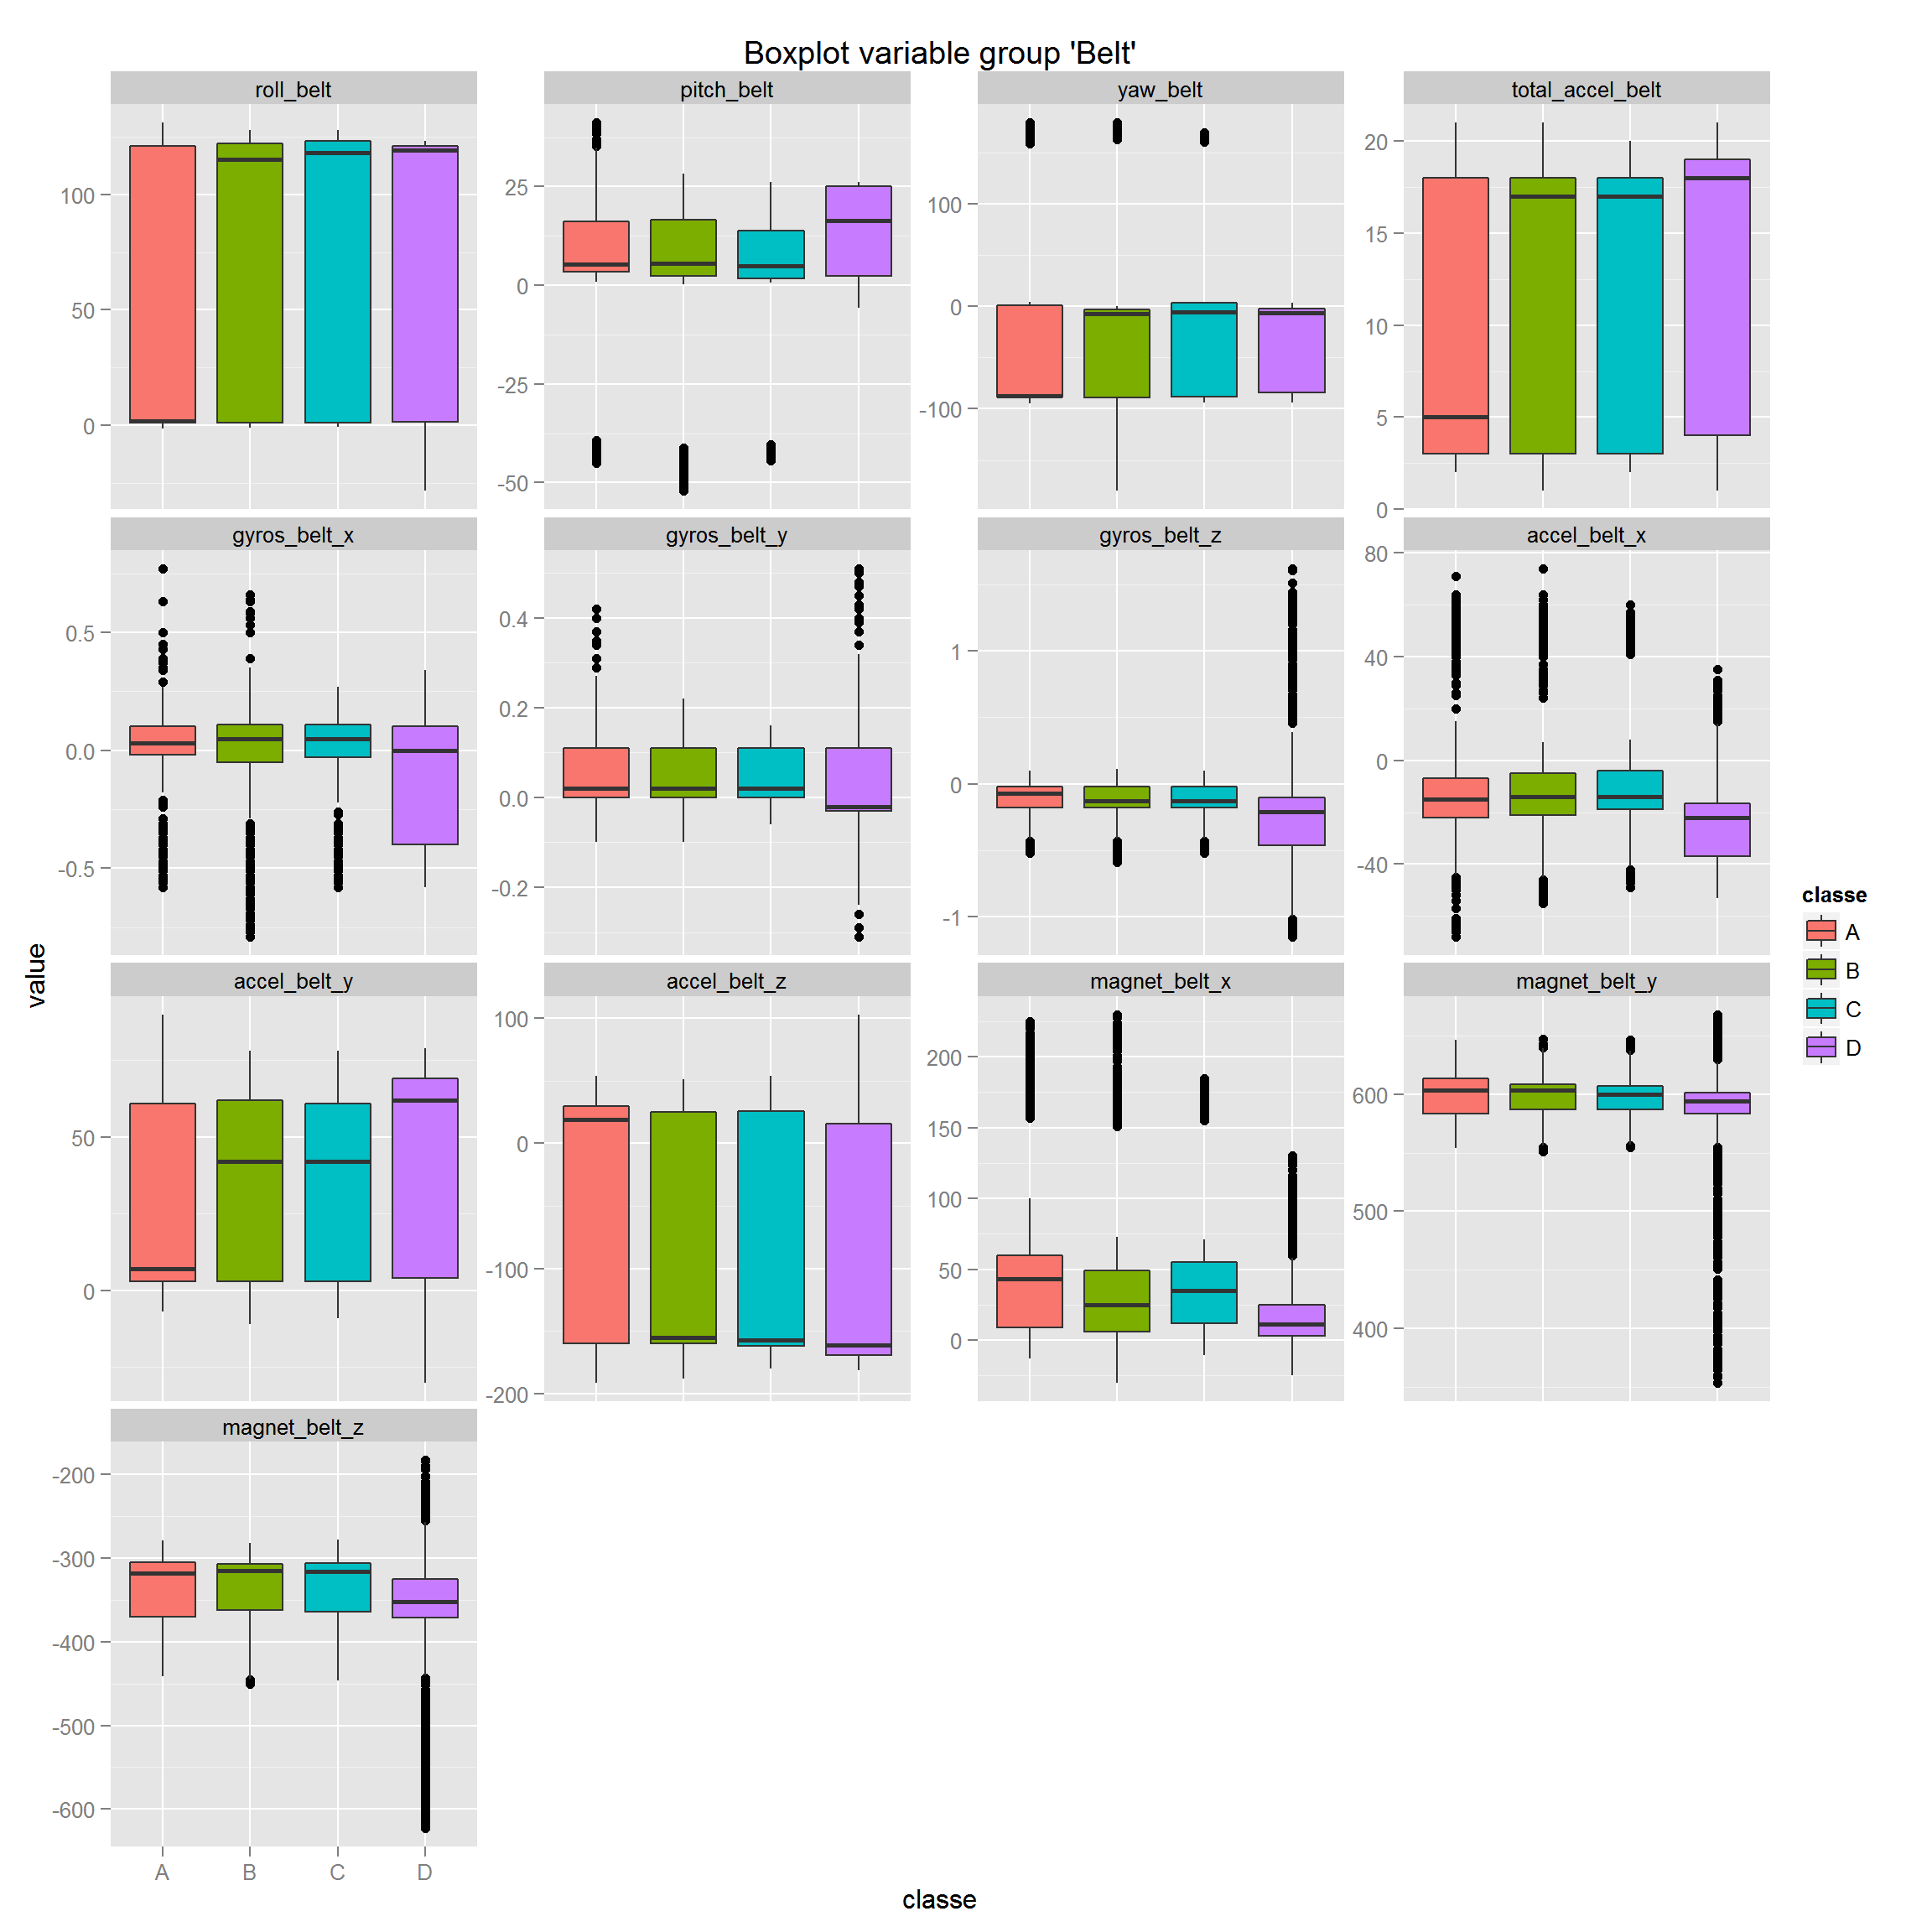 Boxplot variable group 'Belt'
roll_belt
pitch_belt
yaw_belt
total_accel_belt
100
50
0
25
0
-25
-50
100
0
-100
20
15
10
5
0
gyros_belt_x
gyros_belt_y
gyros_belt_z
accel_belt_x
0.5
0.0
-0.5
0.4
0.2
0.0
-0.2
1
0
-1
80
40
0
-40
accel_belt_y
accel_belt_z
magnet_belt_x
magnet_belt_y
50
0
100
0
-100
-200
200
150
100
50
0
600
500
400
magnet_belt_z
-200
-300
-400
-500
-600
A B C D
classe
value
classe
A
B
C
D